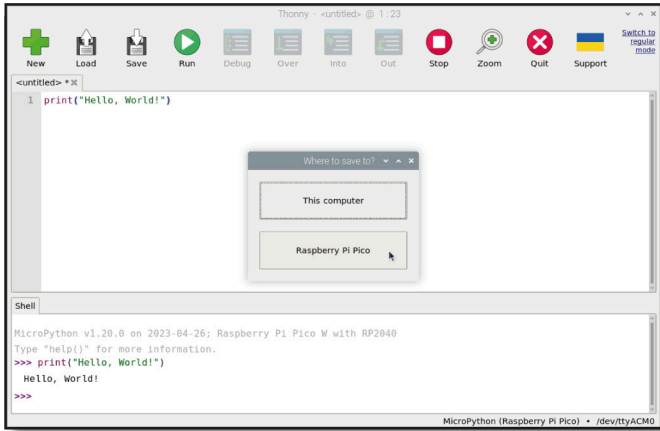 Thonny - <untitled> @ 1:23
New Load Save Run Debug Over Into Out Stop Zoom Quit Support
Switch to
regular
mode
<untitled> *
1 print("Hello, World!")
Where to save to?
This computer
Raspberry Pi Pico
Shell
MicroPython v1.20.0 on 2023-04-26; Raspberry Pi Pico W with RP2040
Type "help()" for more information.
>>> print("Hello, World!")
Hello, World!
>>>
MicroPython (Raspberry Pi Pico) • /dev/ttyACM0